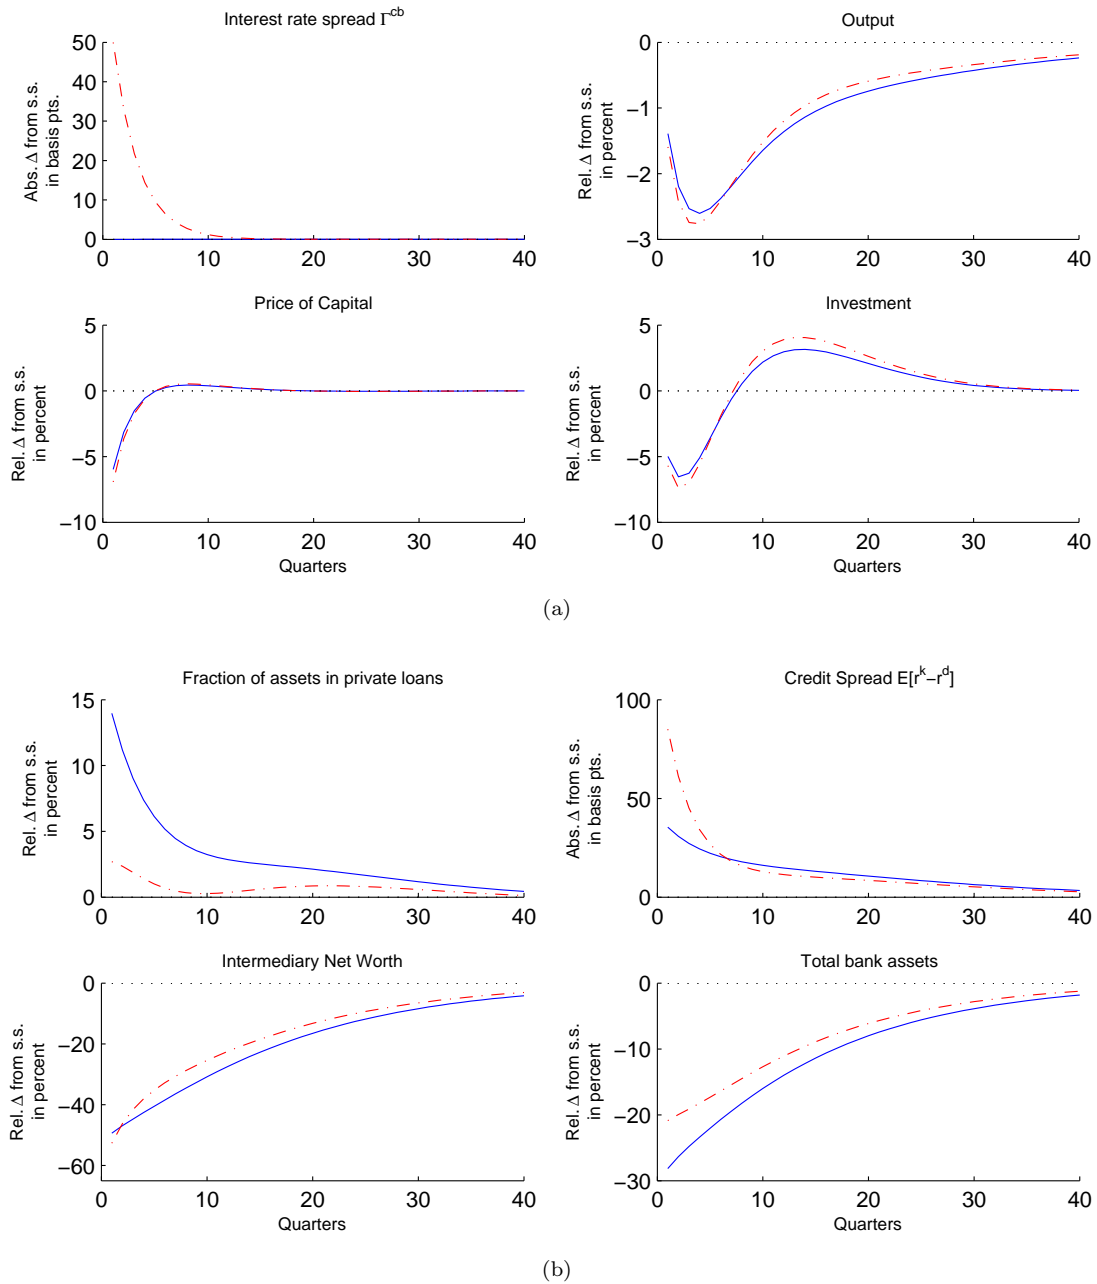 Interest rate spread Γ^cb
Abs. Δ from s.s.
in basis pts.
50
40
30
20
10
0
0 10 20 30 40
Output
Rel. Δ from s.s.
in percent
0
−1
−2
−3
0 10 20 30 40
Price of Capital
Rel. Δ from s.s.
in percent
5
0
−5
−10
0 10 20 30 40
Quarters
Investment
Rel. Δ from s.s.
in percent
5
0
−5
−10
0 10 20 30 40
Quarters
(a)
Fraction of assets in private loans
Rel. Δ from s.s.
in percent
15
10
5
0
0 10 20 30 40
Credit Spread E[r^k−r^d]
Abs. Δ from s.s.
in basis pts.
100
50
0
0 10 20 30 40
Intermediary Net Worth
Rel. Δ from s.s.
in percent
0
−20
−40
−60
0 10 20 30 40
Quarters
Total bank assets
Rel. Δ from s.s.
in percent
0
−10
−20
−30
0 10 20 30 40
Quarters
(b)